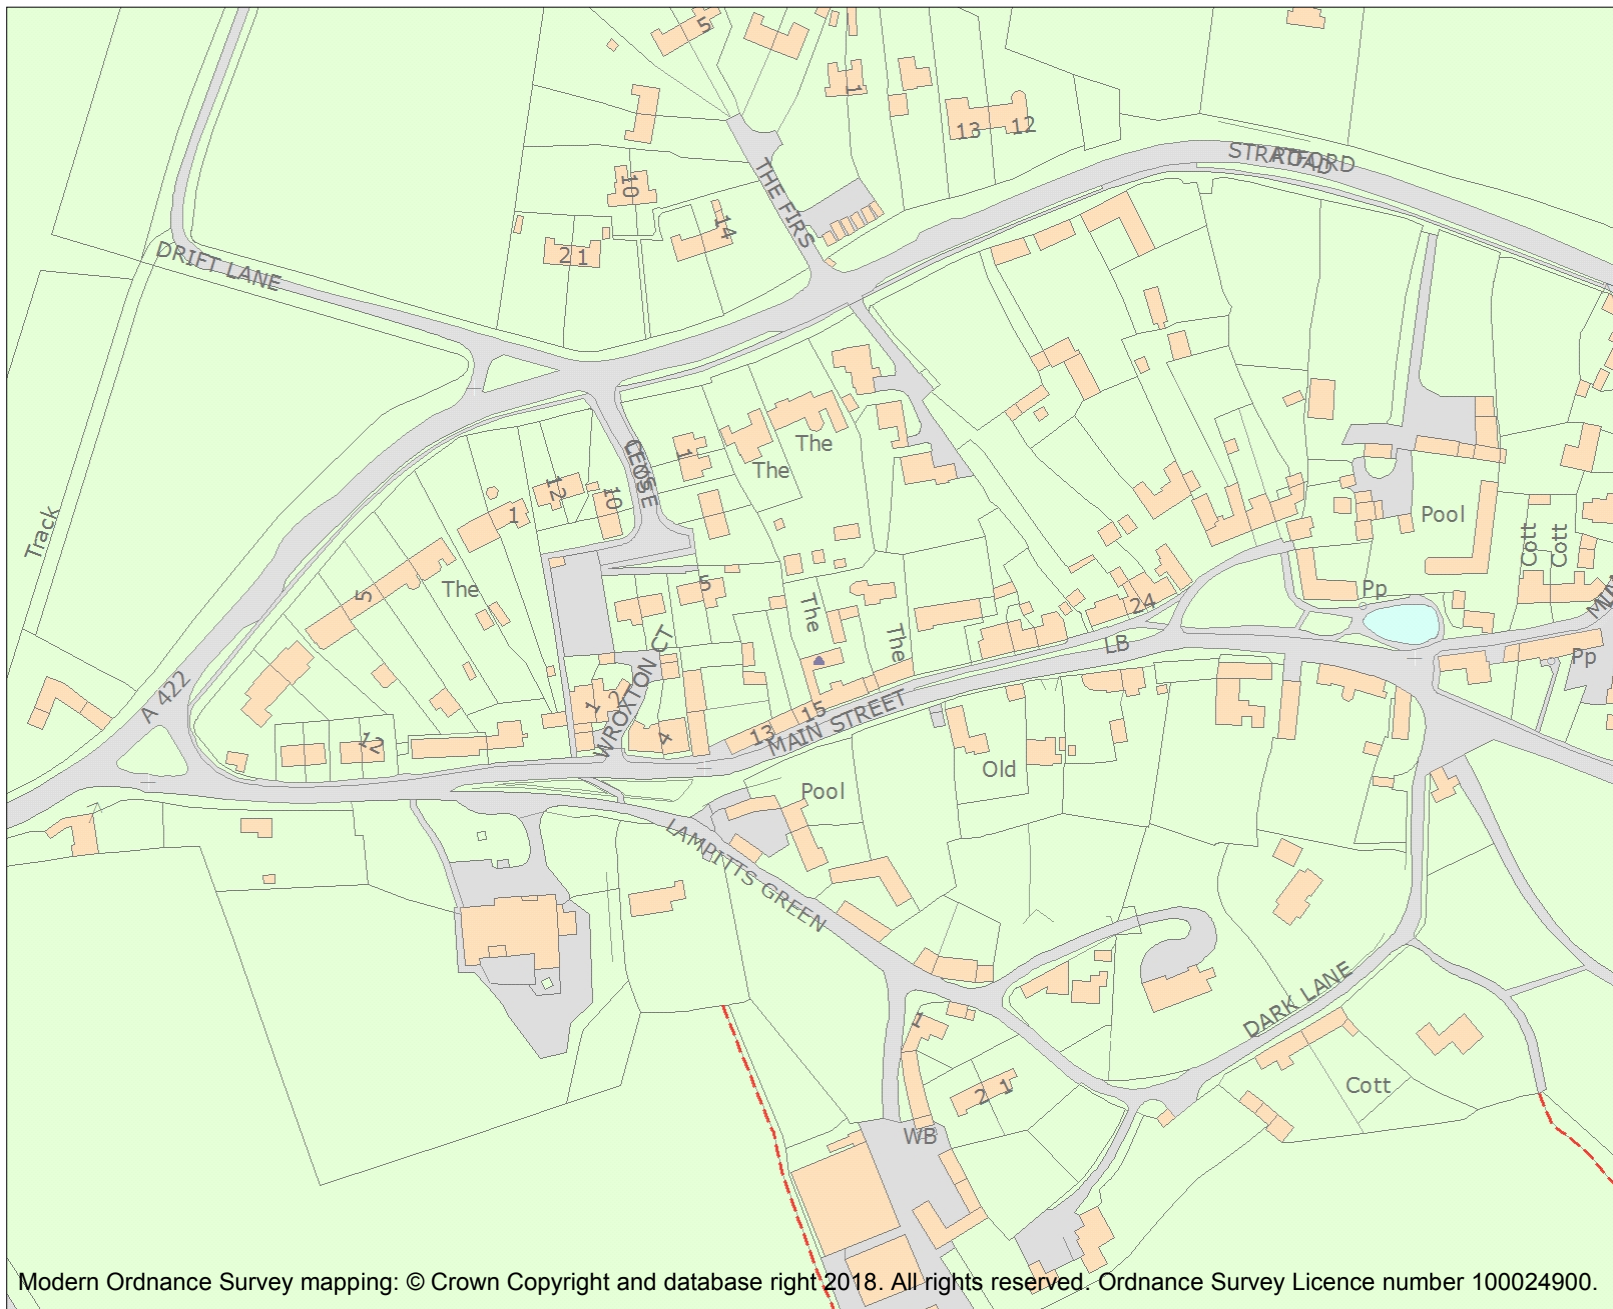 5
1
13 12
STRATFORD
ROAD
THE FIRS
10
14
21
DRIFT LANE
LEYS
CLOSE
1
The
The
12
10
1
Track
The
5
5
Pool
Cott
Cott
Pp
The
The
24
LB
Pp
A 422
WROXTON CT
1 2
4
13 15
MAIN STREET
12
Old
Pool
LAMPITTS GREEN
DARK LANE
1
2 1
Cott
WB
Modern Ordnance Survey mapping: © Crown Copyright and database right 2018. All rights reserved. Ordnance Survey Licence number 100024900.